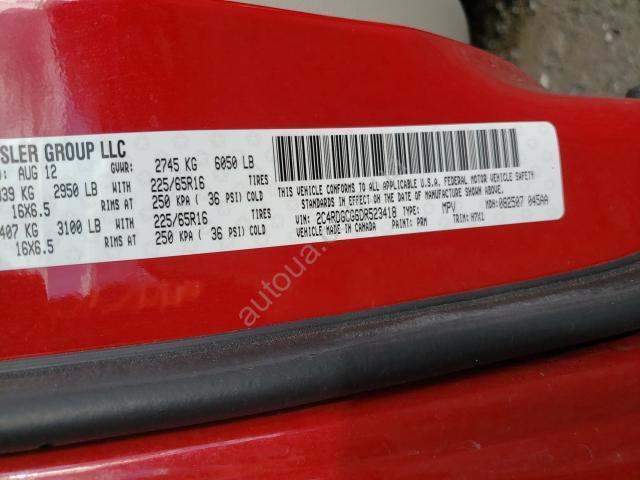 SLER GROUP LLC
AUG 12 GVWR: 2745 KG 6050 LB
KG 2950 LB WITH 225/65R16 TIRES
16X6.5 RIMS AT 250 KPA ( 36 PSI) COLD
407 KG 3100 LB WITH 225/65R16 TIRES
16X6.5 RIMS AT 250 KPA ( 36 PSI) COLD
THIS VEHICLE CONFORMS TO ALL APPLICABLE U.S.A. FEDERAL MOTOR VEHICLE SAFETY
STANDARDS IN EFFECT ON THE DATE OF MANUFACTURE SHOWN ABOVE.
VIN: 2C4RDGCG6DR523418 TYPE: MPV MDH: 082507 045AA
VEHICLE MADE IN CANADA PAINT: PRM TRIM:
autoua.